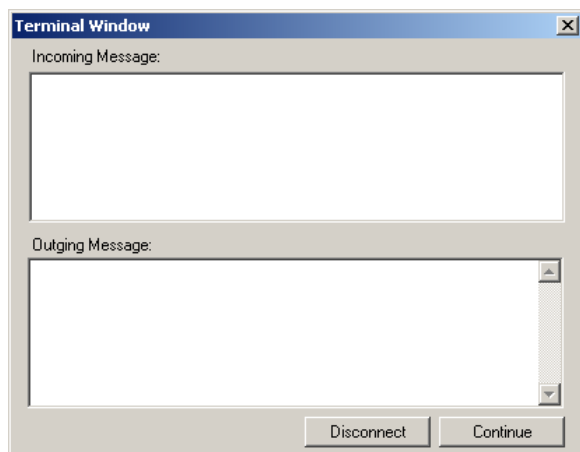 Terminal Window
Incoming Message:
Outging Message:
Disconnect Continue